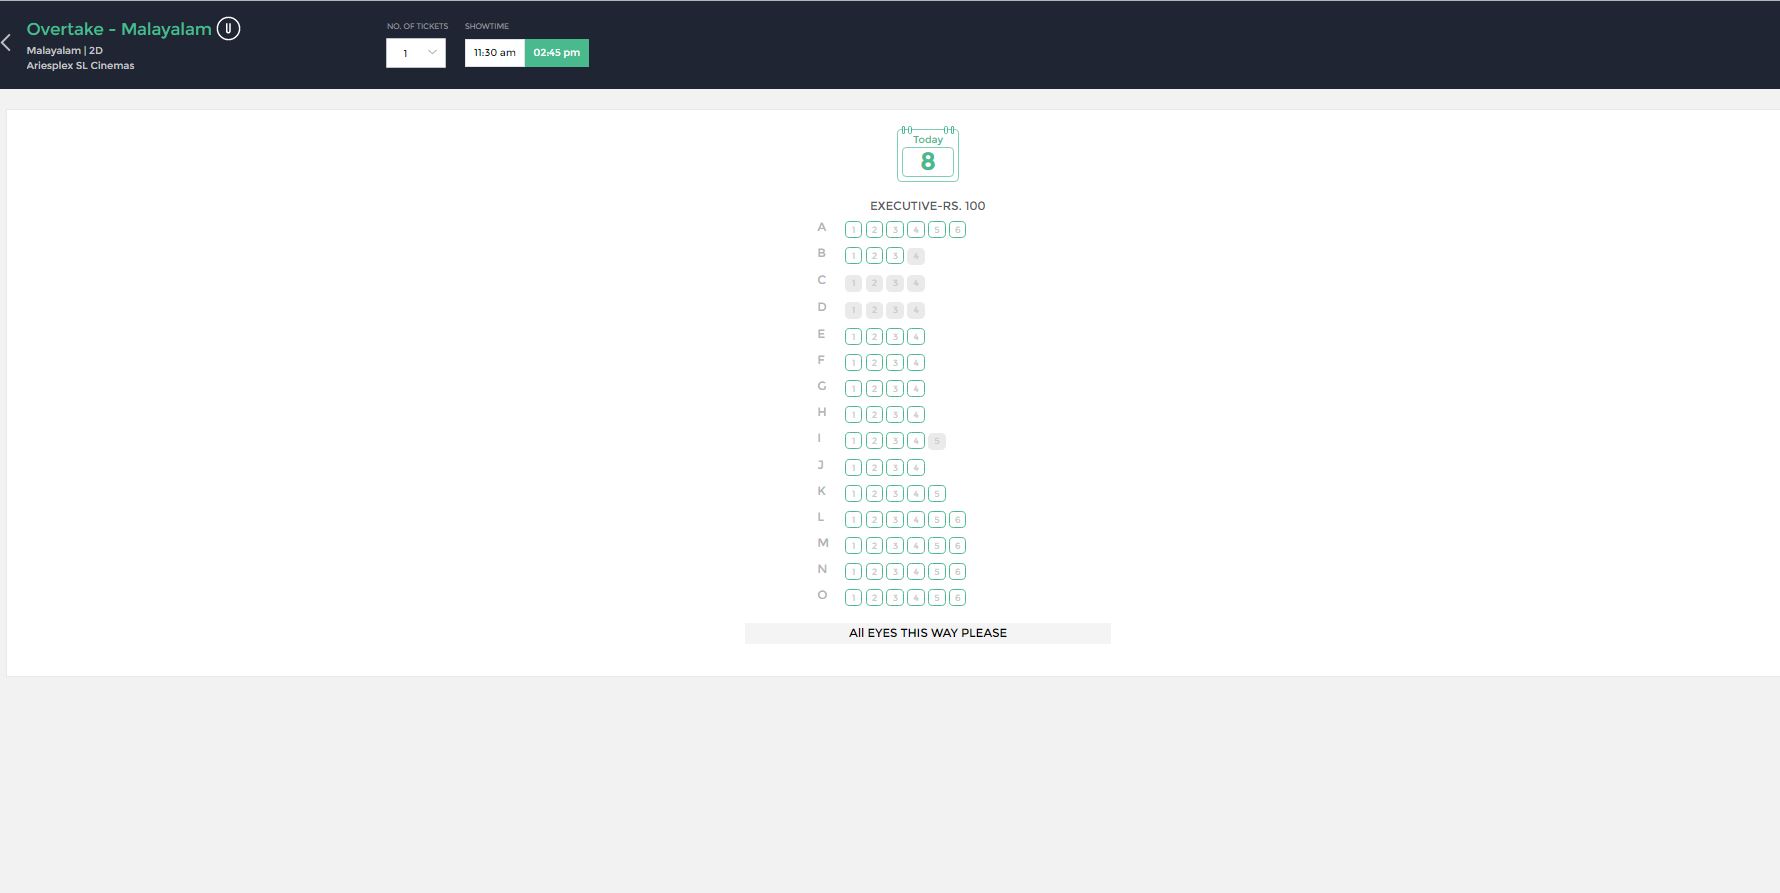 Overtake - Malayalam U
Malayalam | 2D
Ariesplex SL Cinemas
NO. OF TICKETS
1
SHOWTIME
11:30 am 02:45 pm
Today
8
EXECUTIVE-RS. 100
A 1 2 3 4 5 6
B 1 2 3 4
C 1 2 3 4
D 1 2 3 4
E 1 2 3 4
F 1 2 3 4
G 1 2 3 4
H 1 2 3 4
I 1 2 3 4 5
J 1 2 3 4
K 1 2 3 4 5
L 1 2 3 4 5 6
M 1 2 3 4 5 6
N 1 2 3 4 5 6
O 1 2 3 4 5 6
All EYES THIS WAY PLEASE